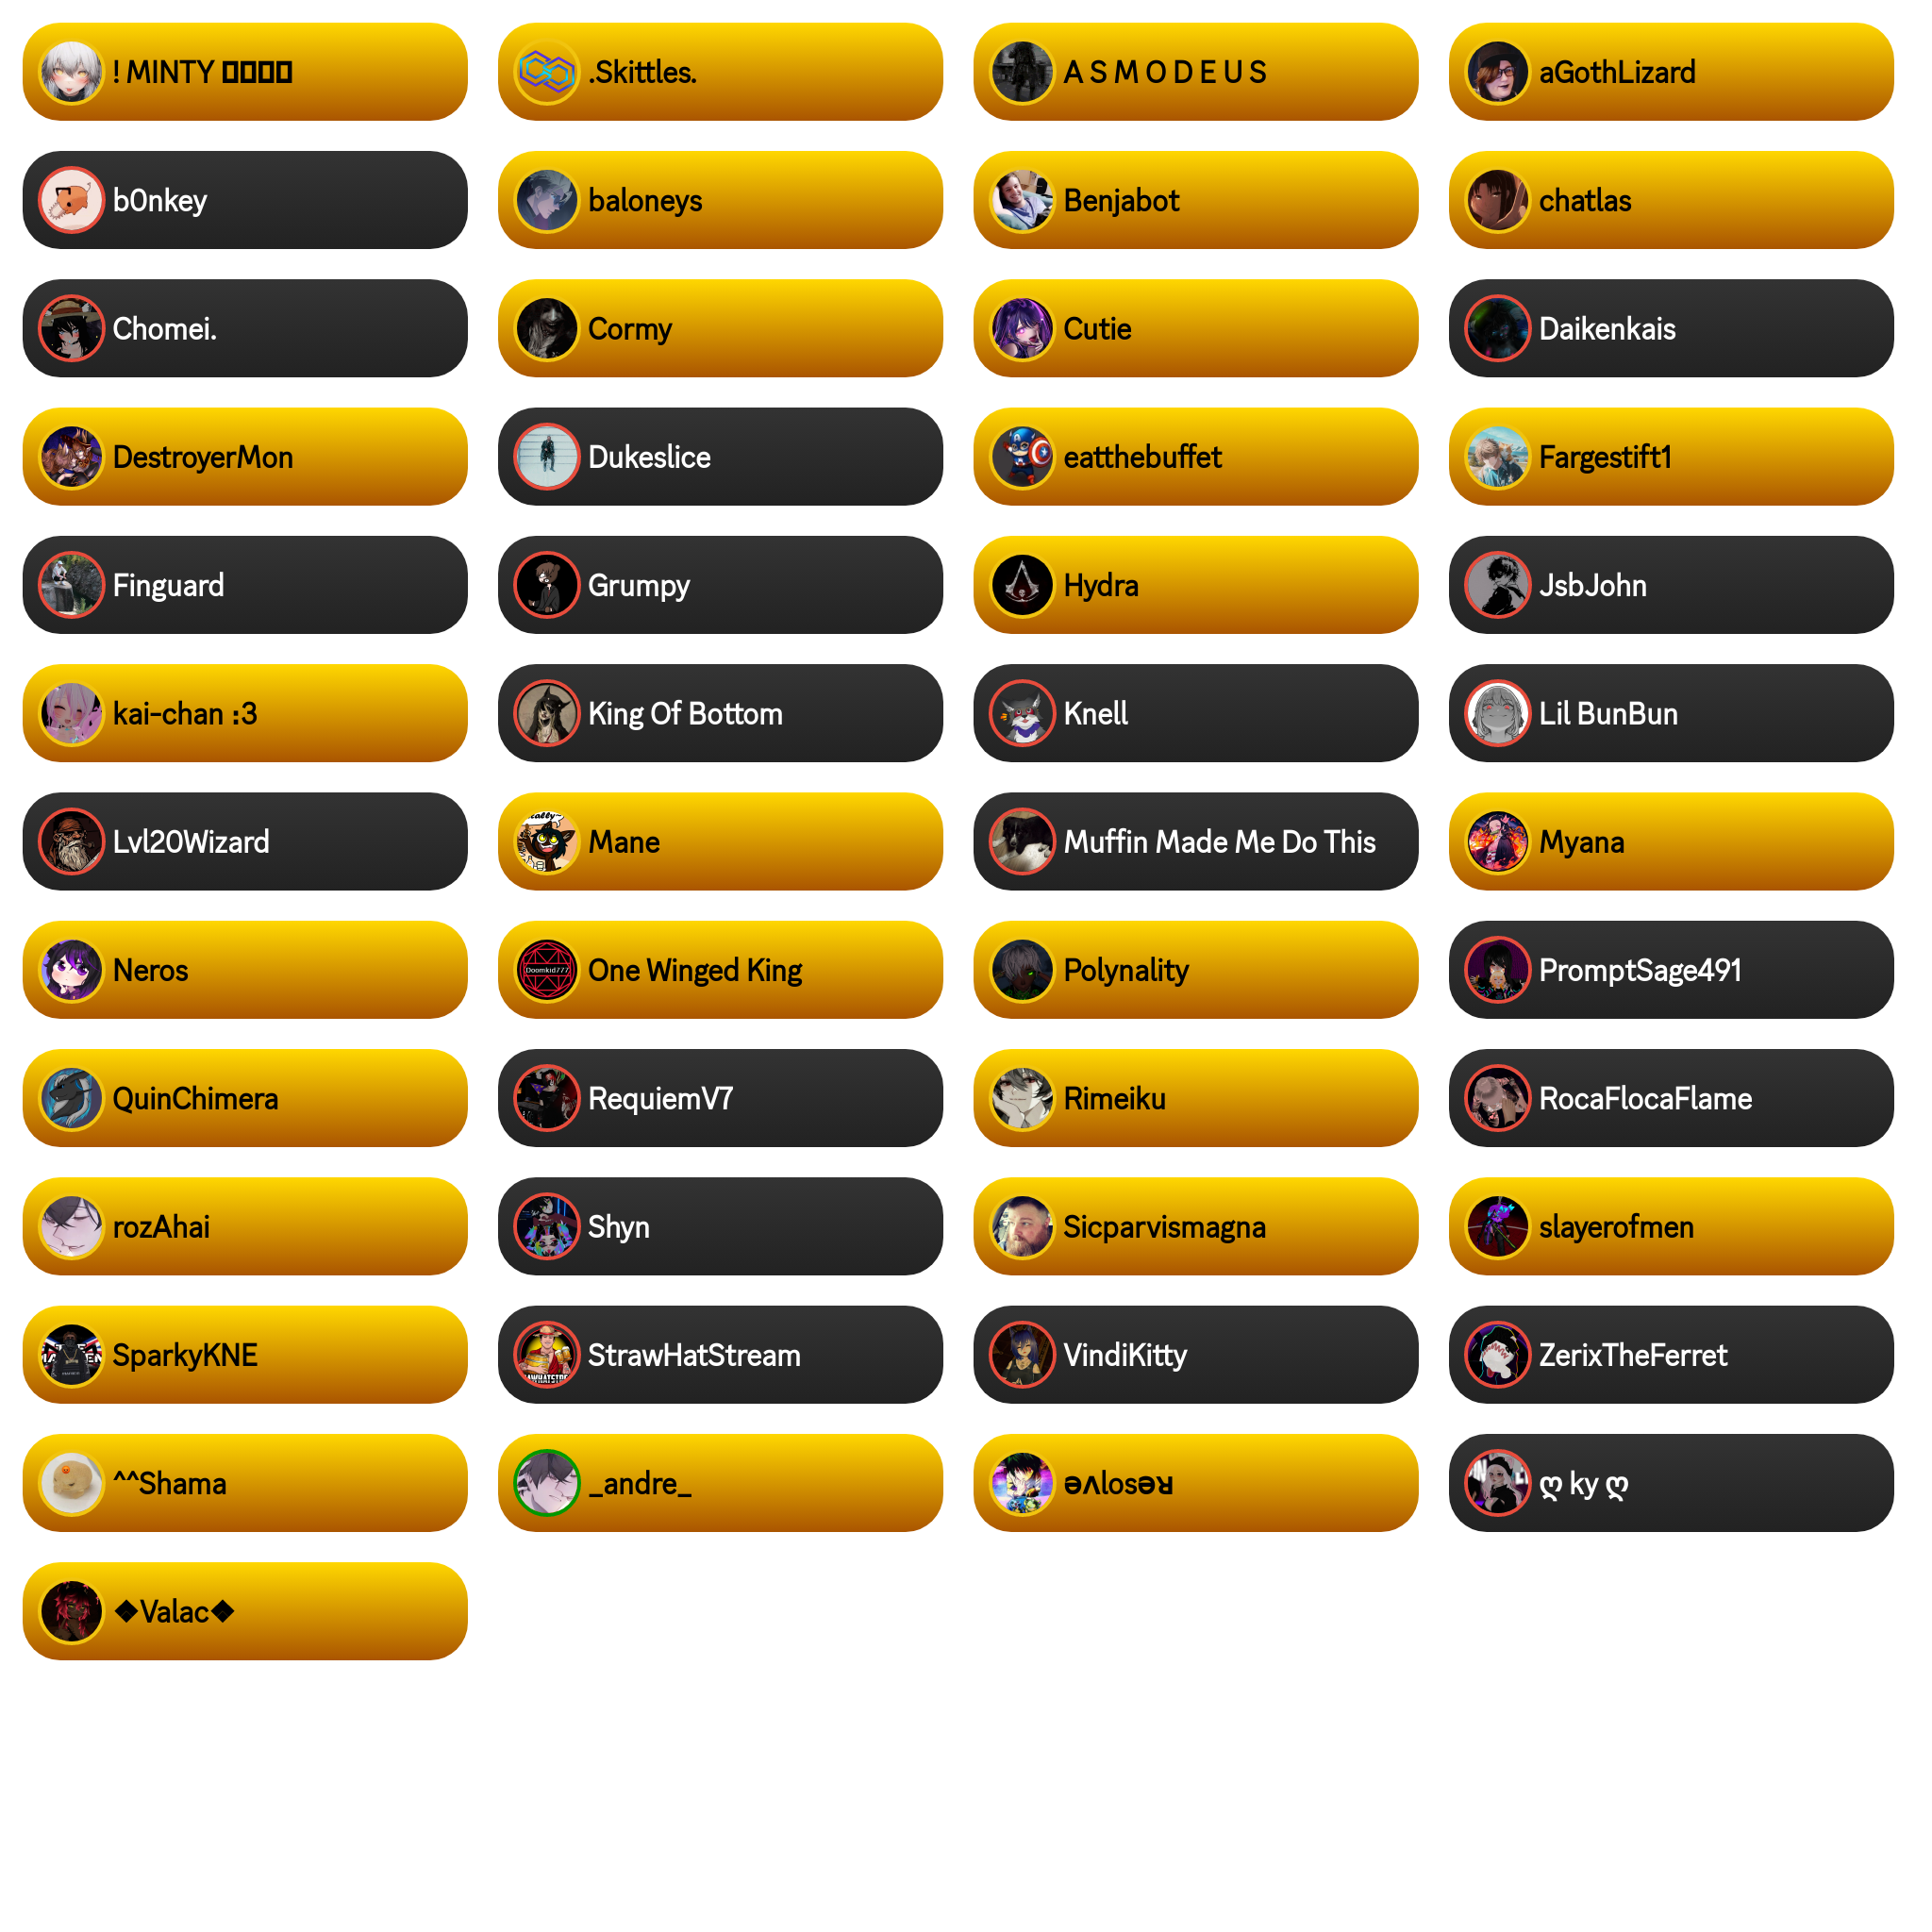 ! MINTY
.Skittles.
A S M O D E U S
aGothLizard
b0nkey
baloneys
Benjabot
chatlas
Chomei.
Cormy
Cutie
Daikenkais
DestroyerMon
Dukeslice
eatthebuffet
Fargestift1
Finguard
Grumpy
Hydra
JsbJohn
kai-chan :3
King Of Bottom
Knell
Lil BunBun
Lvl20Wizard
Mane
Muffin Made Me Do This
Myana
Neros
Doomkid777
One Winged King
Polynality
PromptSage491
QuinChimera
RequiemV7
Rimeiku
RocaFlocaFlame
rozAhai
Shyn
Sicparvismagna
slayerofmen
SparkyKNE
StrawHatStream
VindiKitty
ZerixTheFerret
^^Shama
_andre_
ǝʌlosǝɹ
ღ ky ღ
❖Valac❖